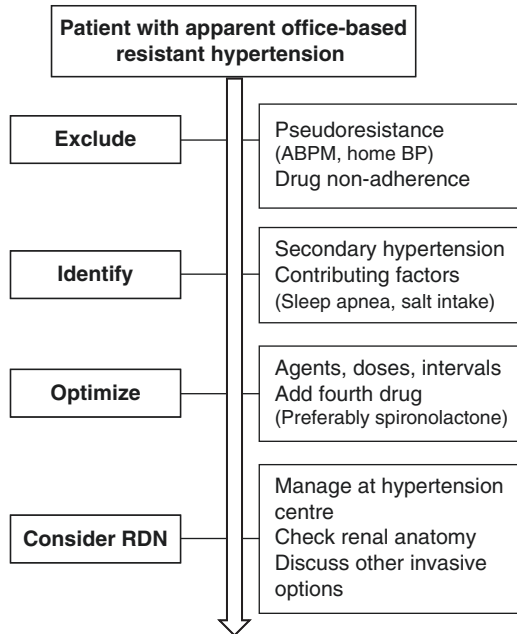 Patient with apparent office-based
resistant hypertension
Exclude
Pseudoresistance
(ABPM, home BP)
Drug non-adherence
Identify
Secondary hypertension
Contributing factors
(Sleep apnea, salt intake)
Optimize
Agents, doses, intervals
Add fourth drug
(Preferably spironolactone)
Consider RDN
Manage at hypertension
centre
Check renal anatomy
Discuss other invasive
options